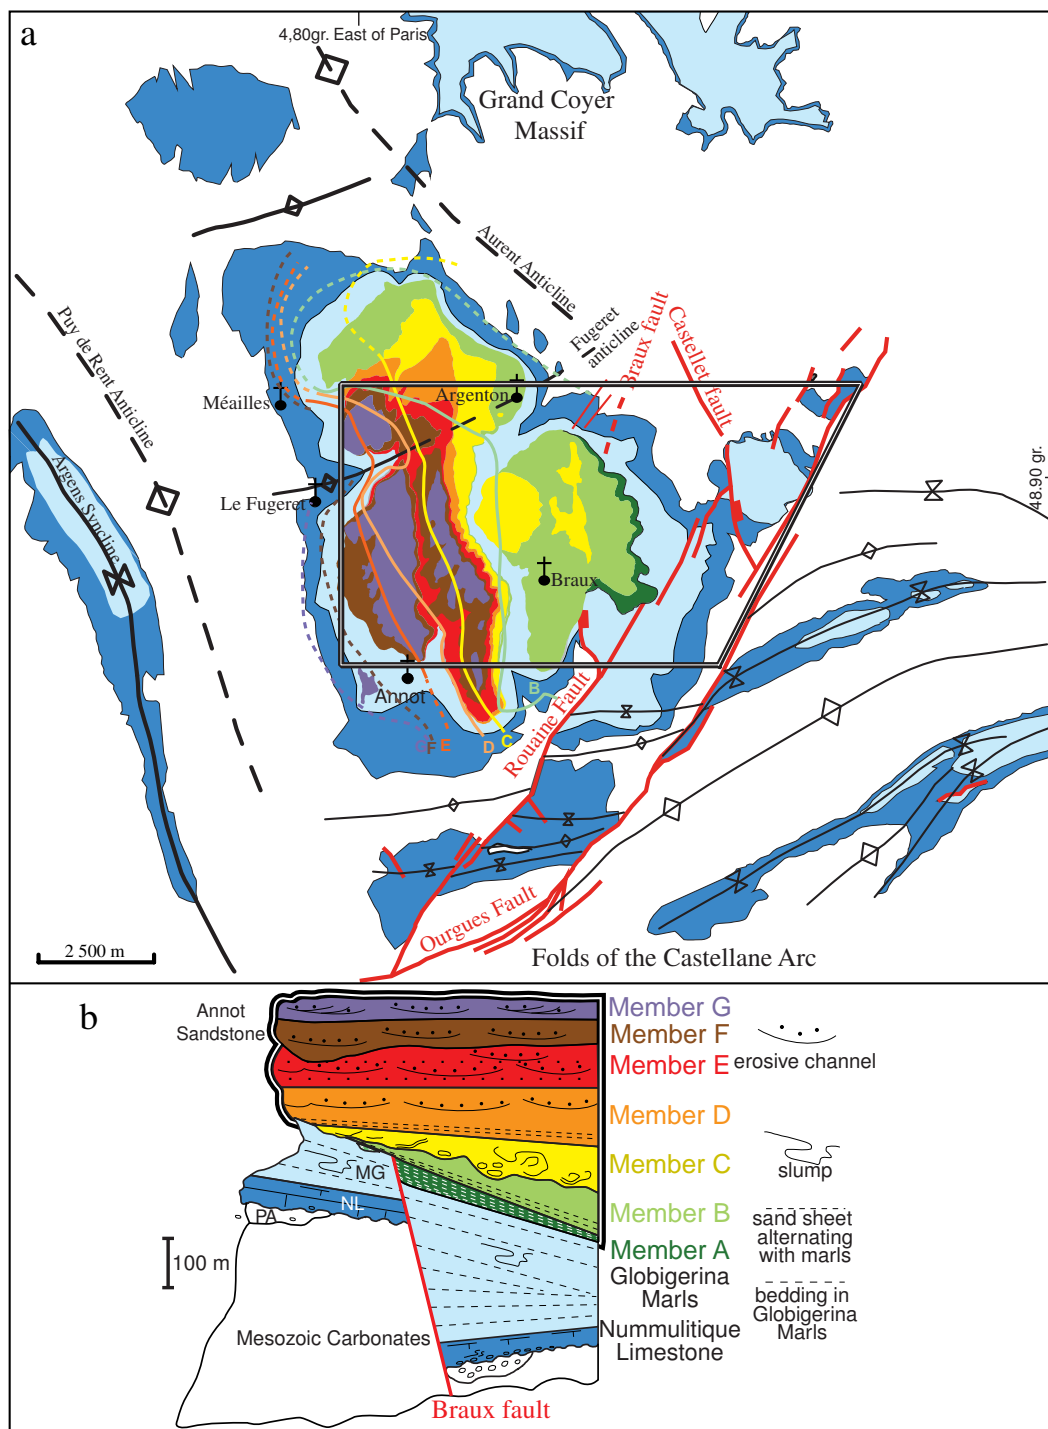 a
4,80gr. East of Paris
Grand Coyer
Massif
Aurent Anticline
Fugeret
anticline
Braux fault
Castellet fault
Puy de Rent Anticline
Méailles
Argenton
48.90 gr.
Argens Syncline
Le Fugeret
Braux
Annot
B
C
D
E
F
G
Rouaine Fault
Ourgues Fault
2 500 m
Folds of the Castellane Arc
b
Annot
Sandstone
Member G
Member F
Member E
erosive channel
Member D
Member C
slump
MG
NL
PA
Member B
sand sheet
alternating
with marls
Member A
100 m
Globigerina
Marls
bedding in
Globigerina
Marls
Mesozoic Carbonates
Nummulitique
Limestone
Braux fault